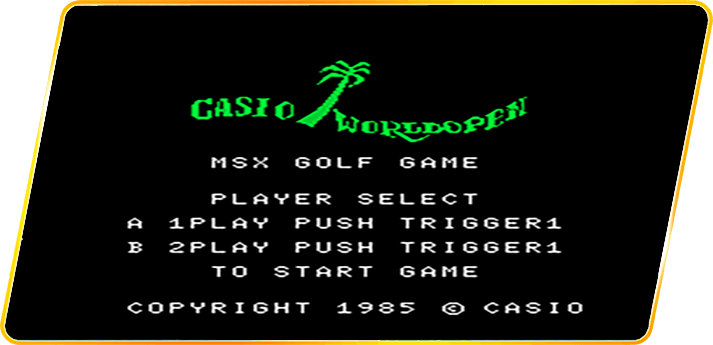 CASIO WORLDOPEN
MSX GOLF GAME
PLAYER SELECT
A 1PLAY PUSH TRIGGER1
B 2PLAY PUSH TRIGGER1
TO START GAME
COPYRIGHT 1985 © CASIO